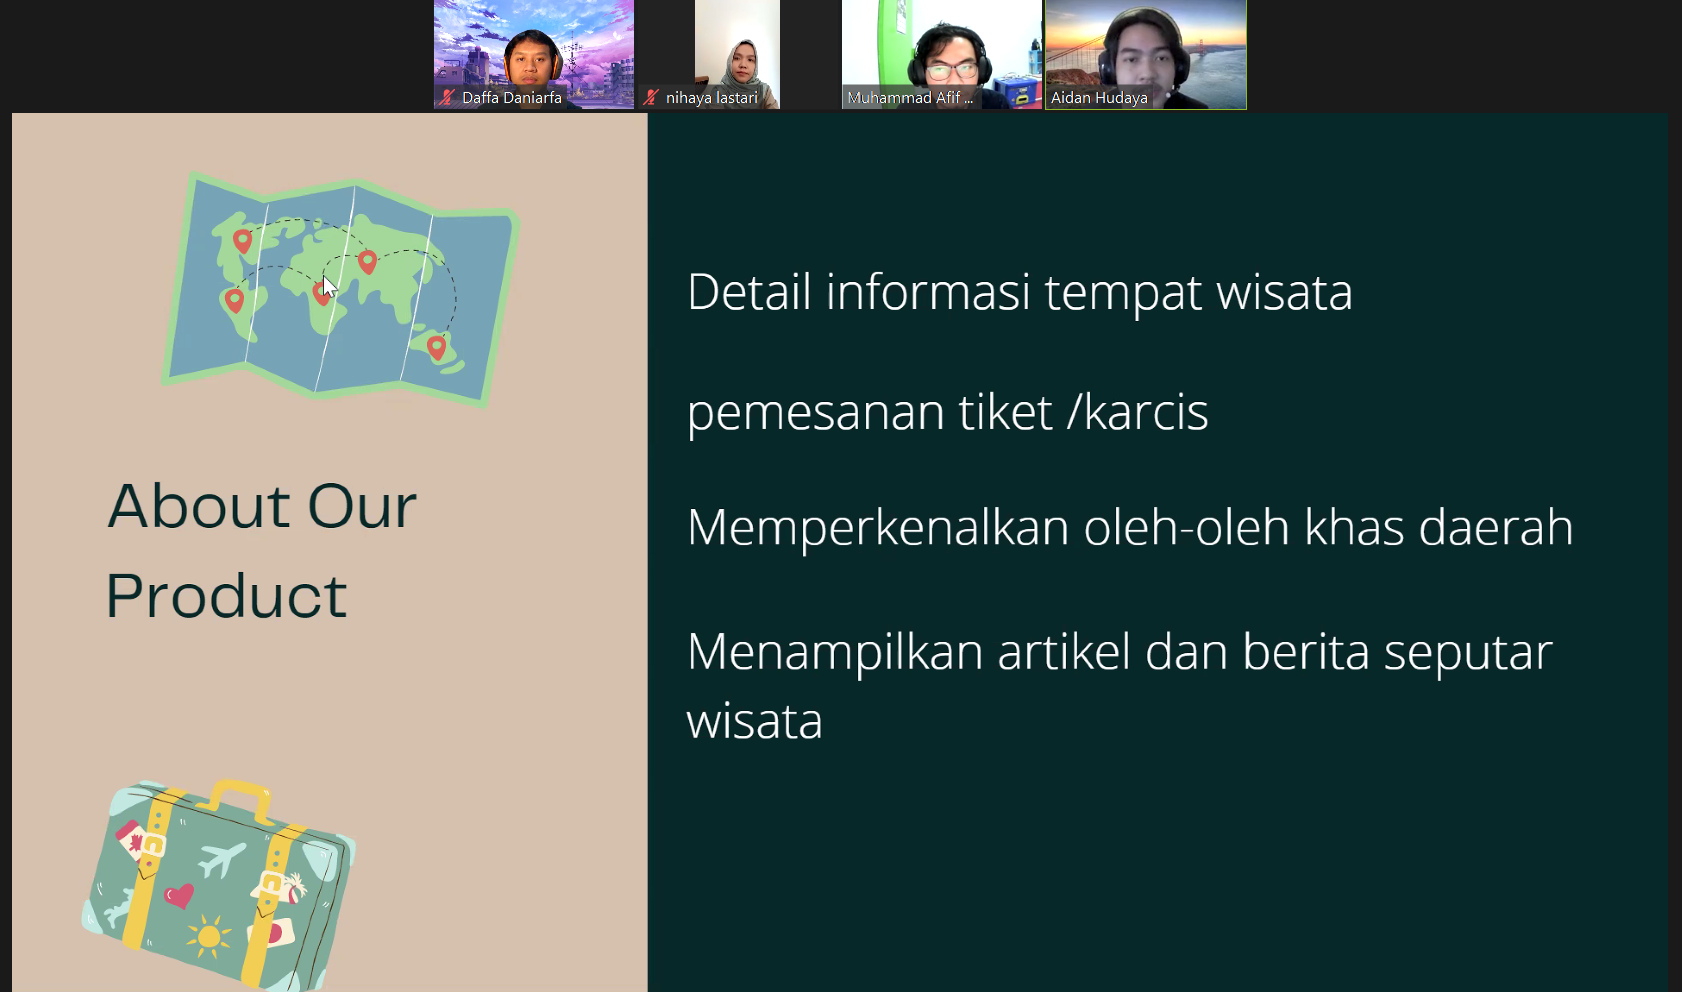 Daffa Daniarfa
nihaya lastari
Muhammad Afif ...
Aidan Hudaya
About Our
Product
Detail informasi tempat wisata
pemesanan tiket /karcis
Memperkenalkan oleh-oleh khas daerah
Menampilkan artikel dan berita seputar
wisata